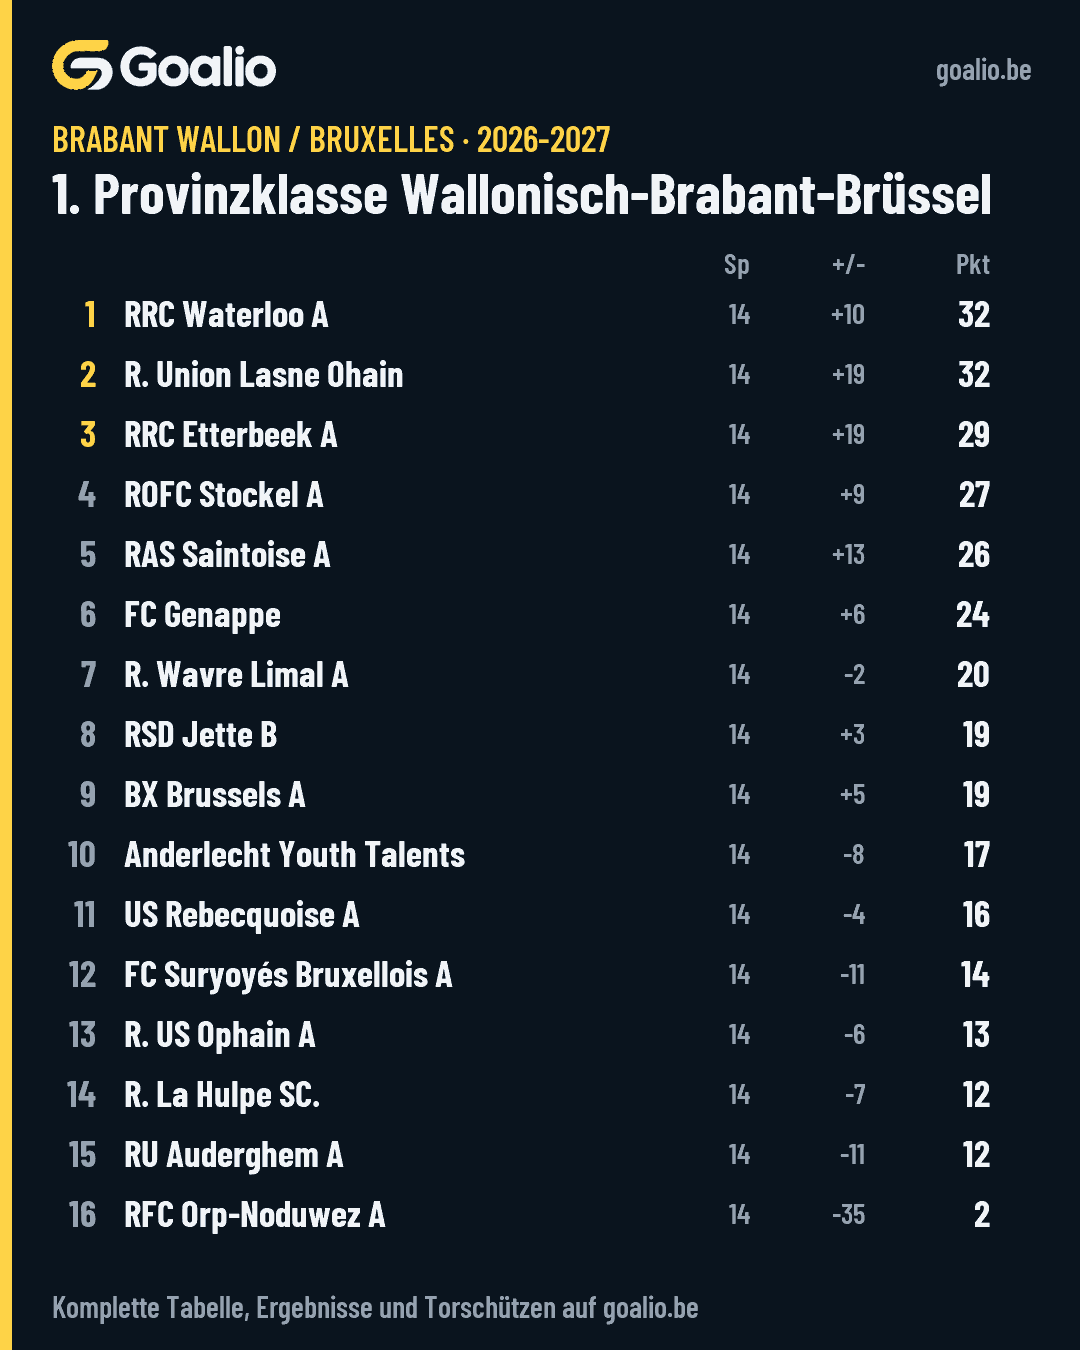 Goalio
goalio.be
BRABANT WALLON / BRUXELLES · 2026-2027
1. Provinzklasse Wallonisch-Brabant-Brüssel
Sp +/- Pkt
1 RRC Waterloo A 14 +10 32
2 R. Union Lasne Ohain 14 +19 32
3 RRC Etterbeek A 14 +19 29
4 ROFC Stockel A 14 +9 27
5 RAS Saintoise A 14 +13 26
6 FC Genappe 14 +6 24
7 R. Wavre Limal A 14 -2 20
8 RSD Jette B 14 +3 19
9 BX Brussels A 14 +5 19
10 Anderlecht Youth Talents 14 -8 17
11 US Rebecquoise A 14 -4 16
12 FC Suryoyés Bruxellois A 14 -11 14
13 R. US Ophain A 14 -6 13
14 R. La Hulpe SC. 14 -7 12
15 RU Auderghem A 14 -11 12
16 RFC Orp-Noduwez A 14 -35 2
Komplette Tabelle, Ergebnisse und Torschützen auf goalio.be